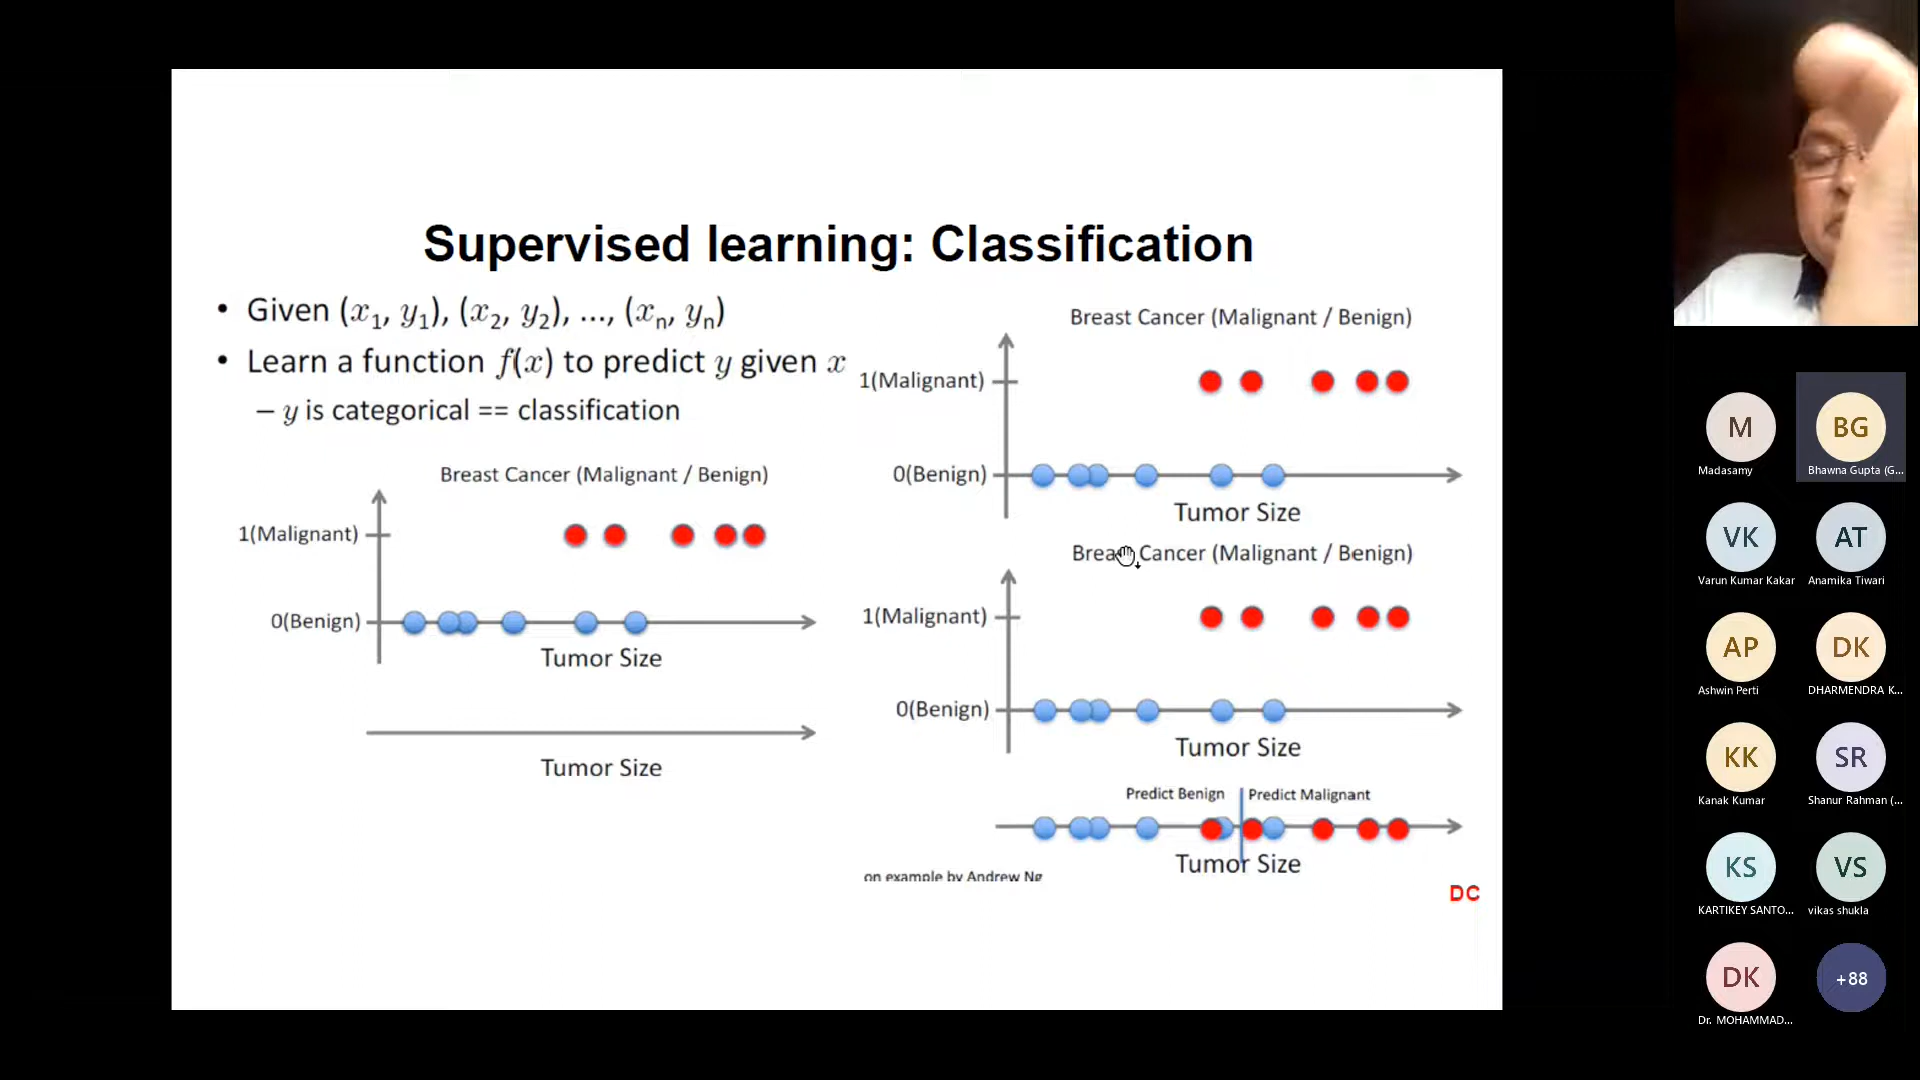 Supervised learning: Classification
• Given (x1, y1), (x2, y2), ..., (xn, yn)
• Learn a function f(x) to predict y given x
– y is categorical == classification
Breast Cancer (Malignant / Benign)
1(Malignant)
0(Benign)
Tumor Size
Tumor Size
Breast Cancer (Malignant / Benign)
1(Malignant)
0(Benign)
Tumor Size
Cancer (Malignant / Benign)
1(Malignant)
0(Benign)
Tumor Size
Predict Benign
Predict Malignant
Tumor Size
on example by Andrew Ng
DC
M
Madasamy
BG
Bhawna Gupta (G...
VK
Varun Kumar Kakar
AT
Anamika Tiwari
AP
Ashwin Perti
DK
DHARMENDRA K...
KK
Kanak Kumar
SR
Shanur Rahman (...
KS
KARTIKEY SANTO...
VS
vikas shukla
DK
Dr. MOHAMMAD...
+88